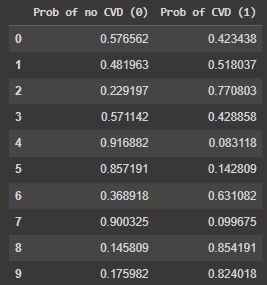 Prob of no CVD (0) Prob of CVD (1)
0 0.576562 0.423438
1 0.481963 0.518037
2 0.229197 0.770803
3 0.571142 0.428858
4 0.916882 0.083118
5 0.857191 0.142809
6 0.368918 0.631082
7 0.900325 0.099675
8 0.145809 0.854191
9 0.175982 0.824018